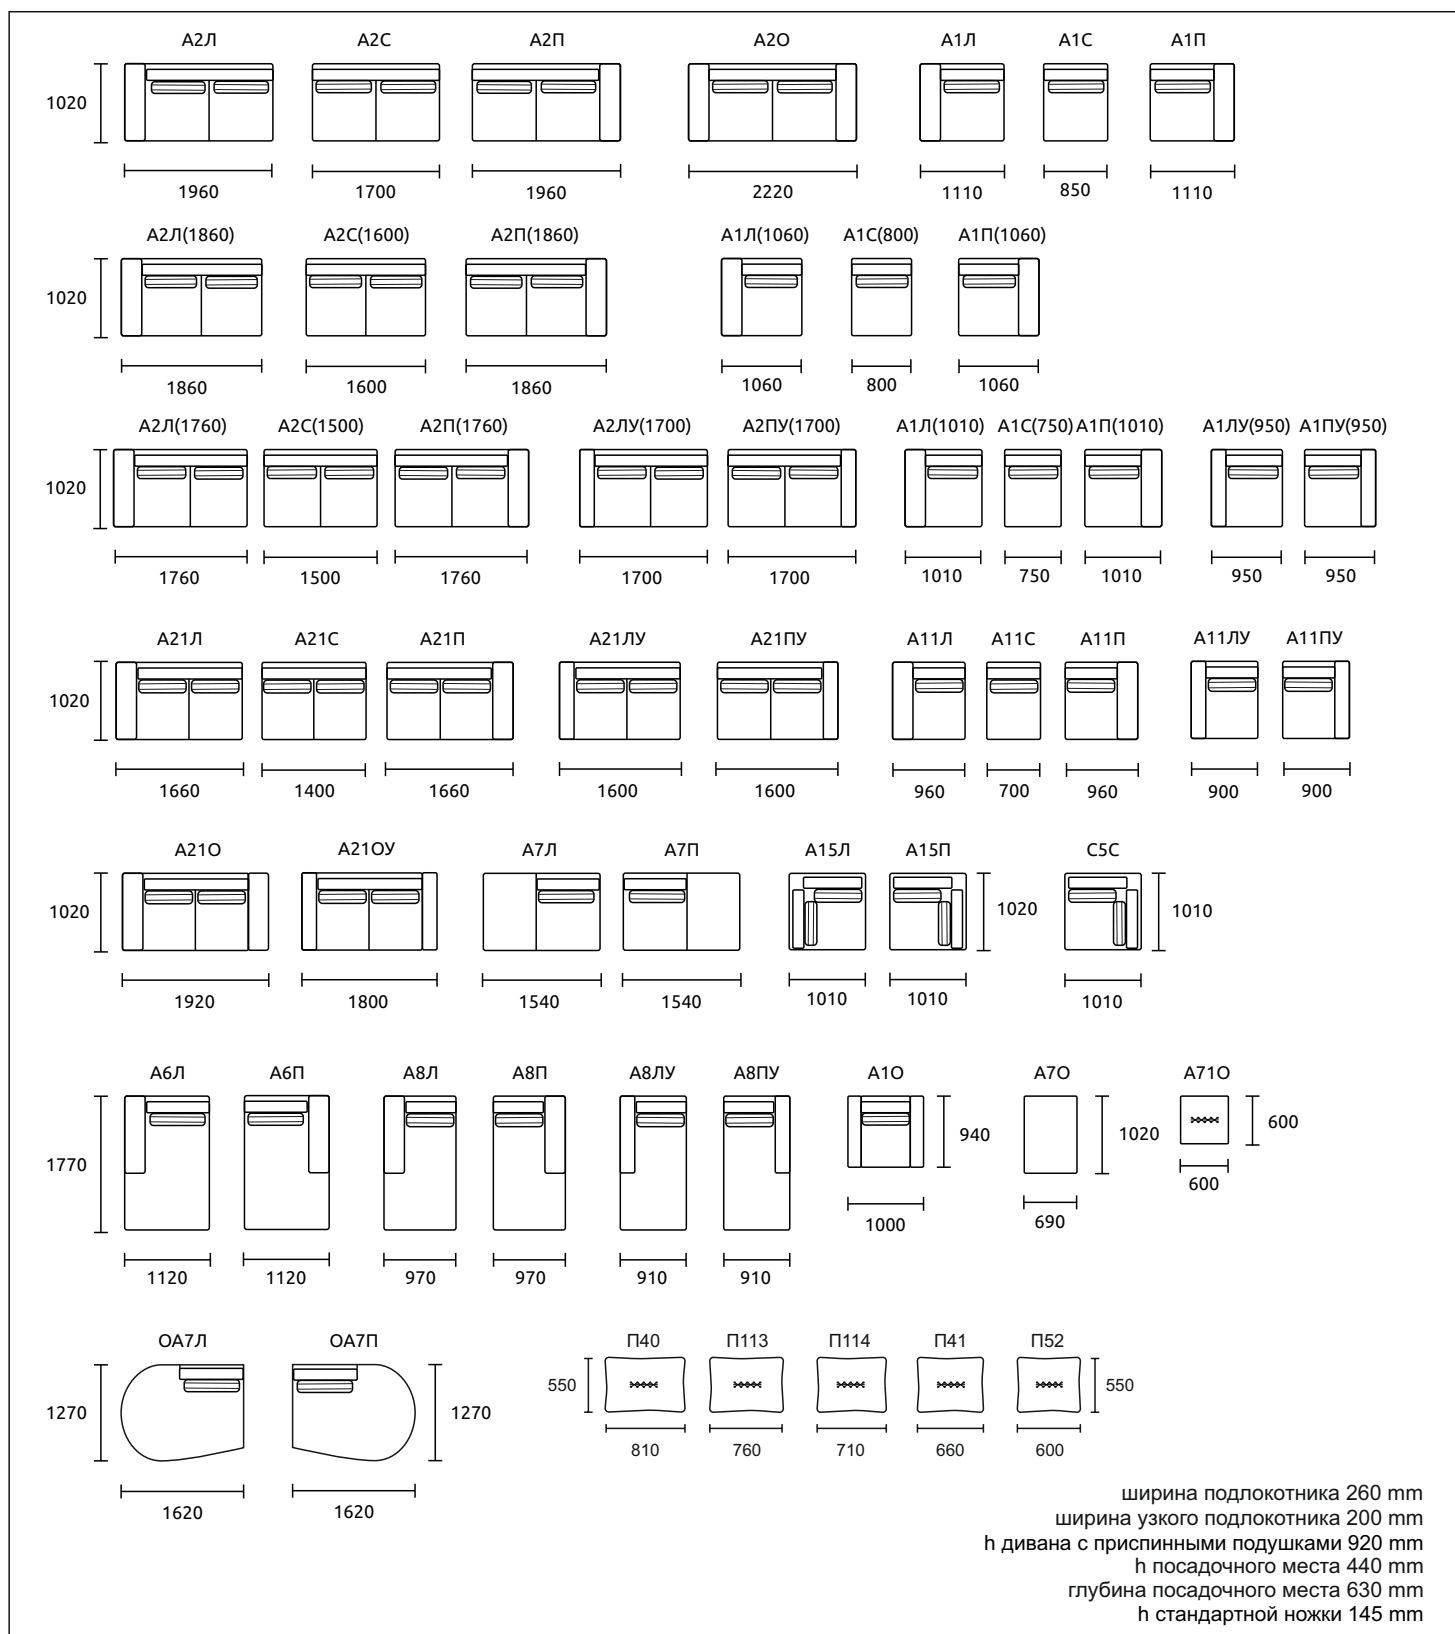 А2Л А2С А2П А2О А1Л А1С А1П
1020
1960 1700 1960 2220 1110 850 1110
А2Л(1860) А2С(1600) А2П(1860) А1Л(1060) А1С(800) А1П(1060)
1020
1860 1600 1860 1060 800 1060
А2Л(1760) А2С(1500) А2П(1760) А2ЛУ(1700) А2ПУ(1700) А1Л(1010) А1С(750) А1П(1010) А1ЛУ(950) А1ПУ(950)
1020
1760 1500 1760 1700 1700 1010 750 1010 950 950
А21Л А21С А21П А21ЛУ А21ПУ А11Л А11С А11П А11ЛУ А11ПУ
1020
1660 1400 1660 1600 1600 960 700 960 900 900
А21О А21ОУ А7Л А7П А15Л А15П С5С
1020 1020 1010
1920 1800 1540 1540 1010 1010 1010
А6Л А6П А8Л А8П А8ЛУ А8ПУ А1О А7О А71О
1770 940 1020 600
600
1000 690
1120 1120 970 970 910 910
ОА7Л ОА7П П40 П113 П114 П41 П52
1270 1270 550 550
810 760 710 660 600
1620 1620
ширина подлокотника 260 mm
ширина узкого подлокотника 200 mm
h дивана с приспинными подушками 920 mm
h посадочного места 440 mm
глубина посадочного места 630 mm
h стандартной ножки 145 mm